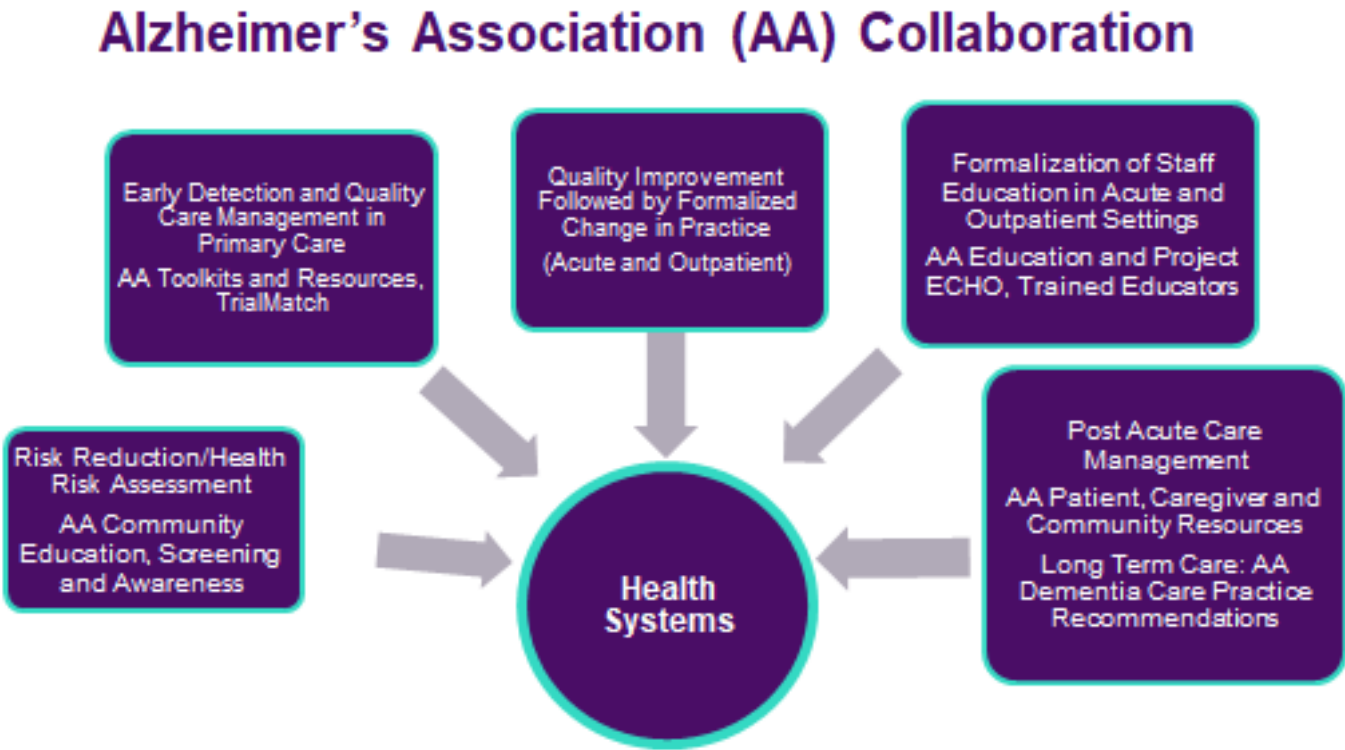 Alzheimer's Association (AA) Collaboration
Early Detection and Quality
Care Management in
Primary Care
AA Toolkits and Resources,
TrialMatch
Quality Improvement
Followed by Formalized
Change in Practice
(Acute and Outpatient)
Formalization of Staff
Education in Acute and
Outpatient Settings
AA Education and Project
ECHO, Trained Educators
Risk Reduction/Health
Risk Assessment
AA Community
Education, Screening
and Awareness
Post Acute Care
Management
AA Patient, Caregiver and
Community Resources
Long Term Care: AA
Dementia Care Practice
Recommendations
Health
Systems